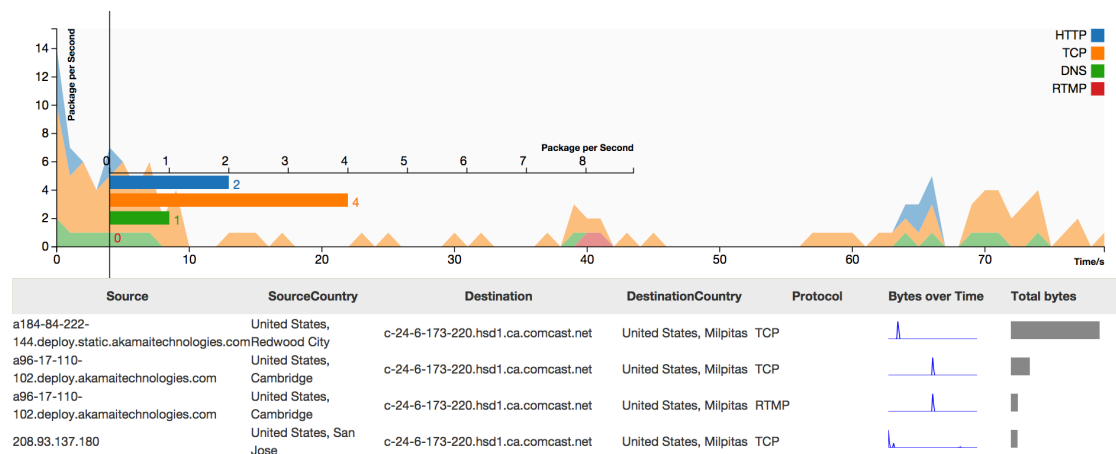 14
12
10
8
6
4
2
0
Package per Second
HTTP
TCP
DNS
RTMP
Package per Second
0 1 2 3 4 5 6 7 8
2
4
1
0
0 10 20 30 40 50 60 70
Time/s
Source SourceCountry Destination DestinationCountry Protocol Bytes over Time Total bytes
a184-84-222-
144.deploy.static.akamaitechnologies.com
United States,
Redwood City
c-24-6-173-220.hsd1.ca.comcast.net United States, Milpitas TCP
a96-17-110-
102.deploy.akamaitechnologies.com
United States,
Cambridge
c-24-6-173-220.hsd1.ca.comcast.net United States, Milpitas TCP
a96-17-110-
102.deploy.akamaitechnologies.com
United States,
Cambridge
c-24-6-173-220.hsd1.ca.comcast.net United States, Milpitas RTMP
208.93.137.180
United States, San
Jose
c-24-6-173-220.hsd1.ca.comcast.net United States, Milpitas TCP